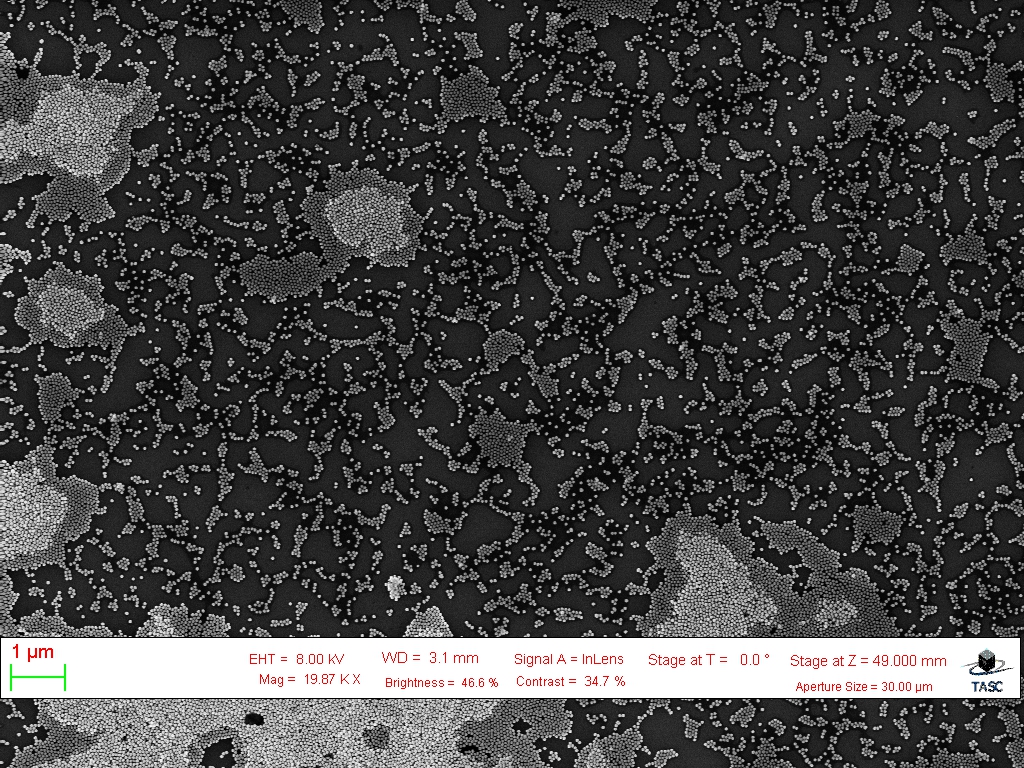 1 µm
EHT = 8.00 kV WD = 3.1 mm Signal A = InLens Stage at T = 0.0 ° Stage at Z = 49.000 mm
Mag = 19.87 K X Brightness = 46.6 % Contrast = 34.7 % Aperture Size = 30.00 µm
TASC